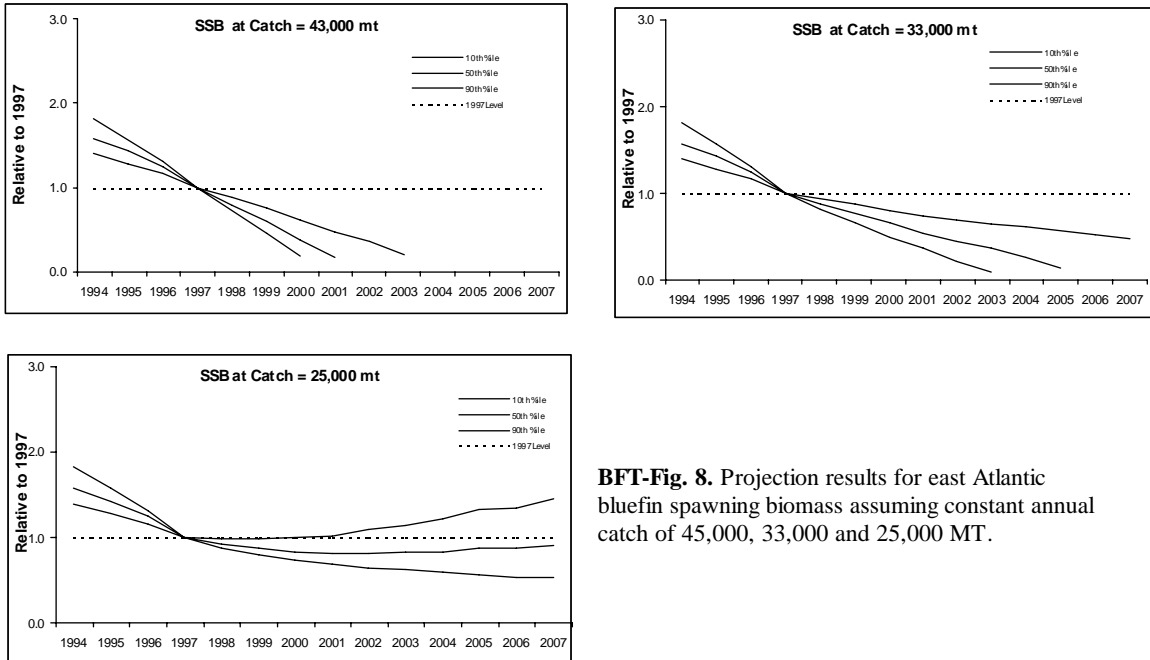 SSB at Catch = 43,000 mt
Relative to 1997
3.0
2.0
1.0
0.0
10th%ile
50th%ile
90th%ile
1997Level
1994 1995 1996 1997 1998 1999 2000 2001 2002 2003 2004 2005 2006 2007
SSB at Catch = 33,000 mt
Relative to 1997
3.0
2.0
1.0
0.0
10th%ile
50th%ile
90th%ile
1997Level
1994 1995 1996 1997 1998 1999 2000 2001 2002 2003 2004 2005 2006 2007
SSB at Catch = 25,000 mt
Relative to 1997
3.0
2.0
1.0
0.0
10th %ile
50th %ile
90th %ile
1997 Level
1994 1995 1996 1997 1998 1999 2000 2001 2002 2003 2004 2005 2006 2007
BFT-Fig. 8. Projection results for east Atlantic
bluefin spawning biomass assuming constant annual
catch of 45,000, 33,000 and 25,000 MT.